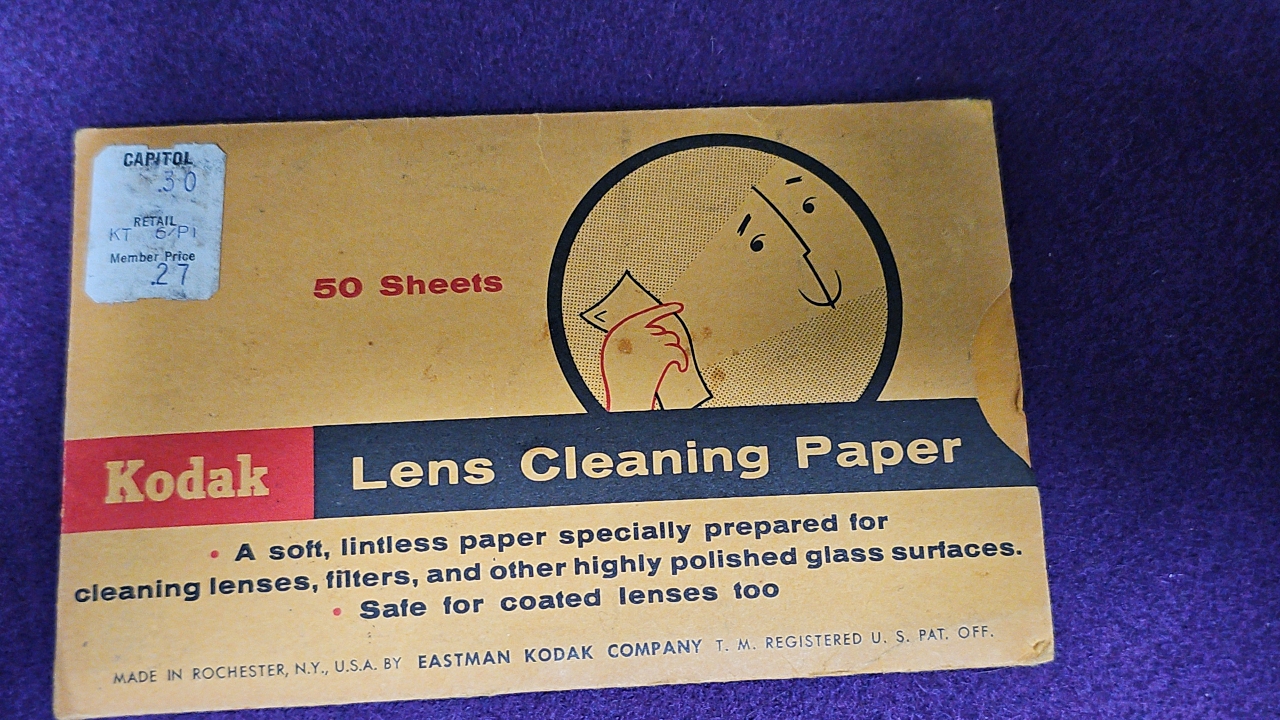 CAPITOL
.30
RETAIL
KT 6/P1
Member Price
.27
50 Sheets
Kodak Lens Cleaning Paper
• A soft, lintless paper specially prepared for
cleaning lenses, filters, and other highly polished glass surfaces.
• Safe for coated lenses too
MADE IN ROCHESTER, N.Y., U.S.A. BY EASTMAN KODAK COMPANY T. M. REGISTERED U. S. PAT. OFF.